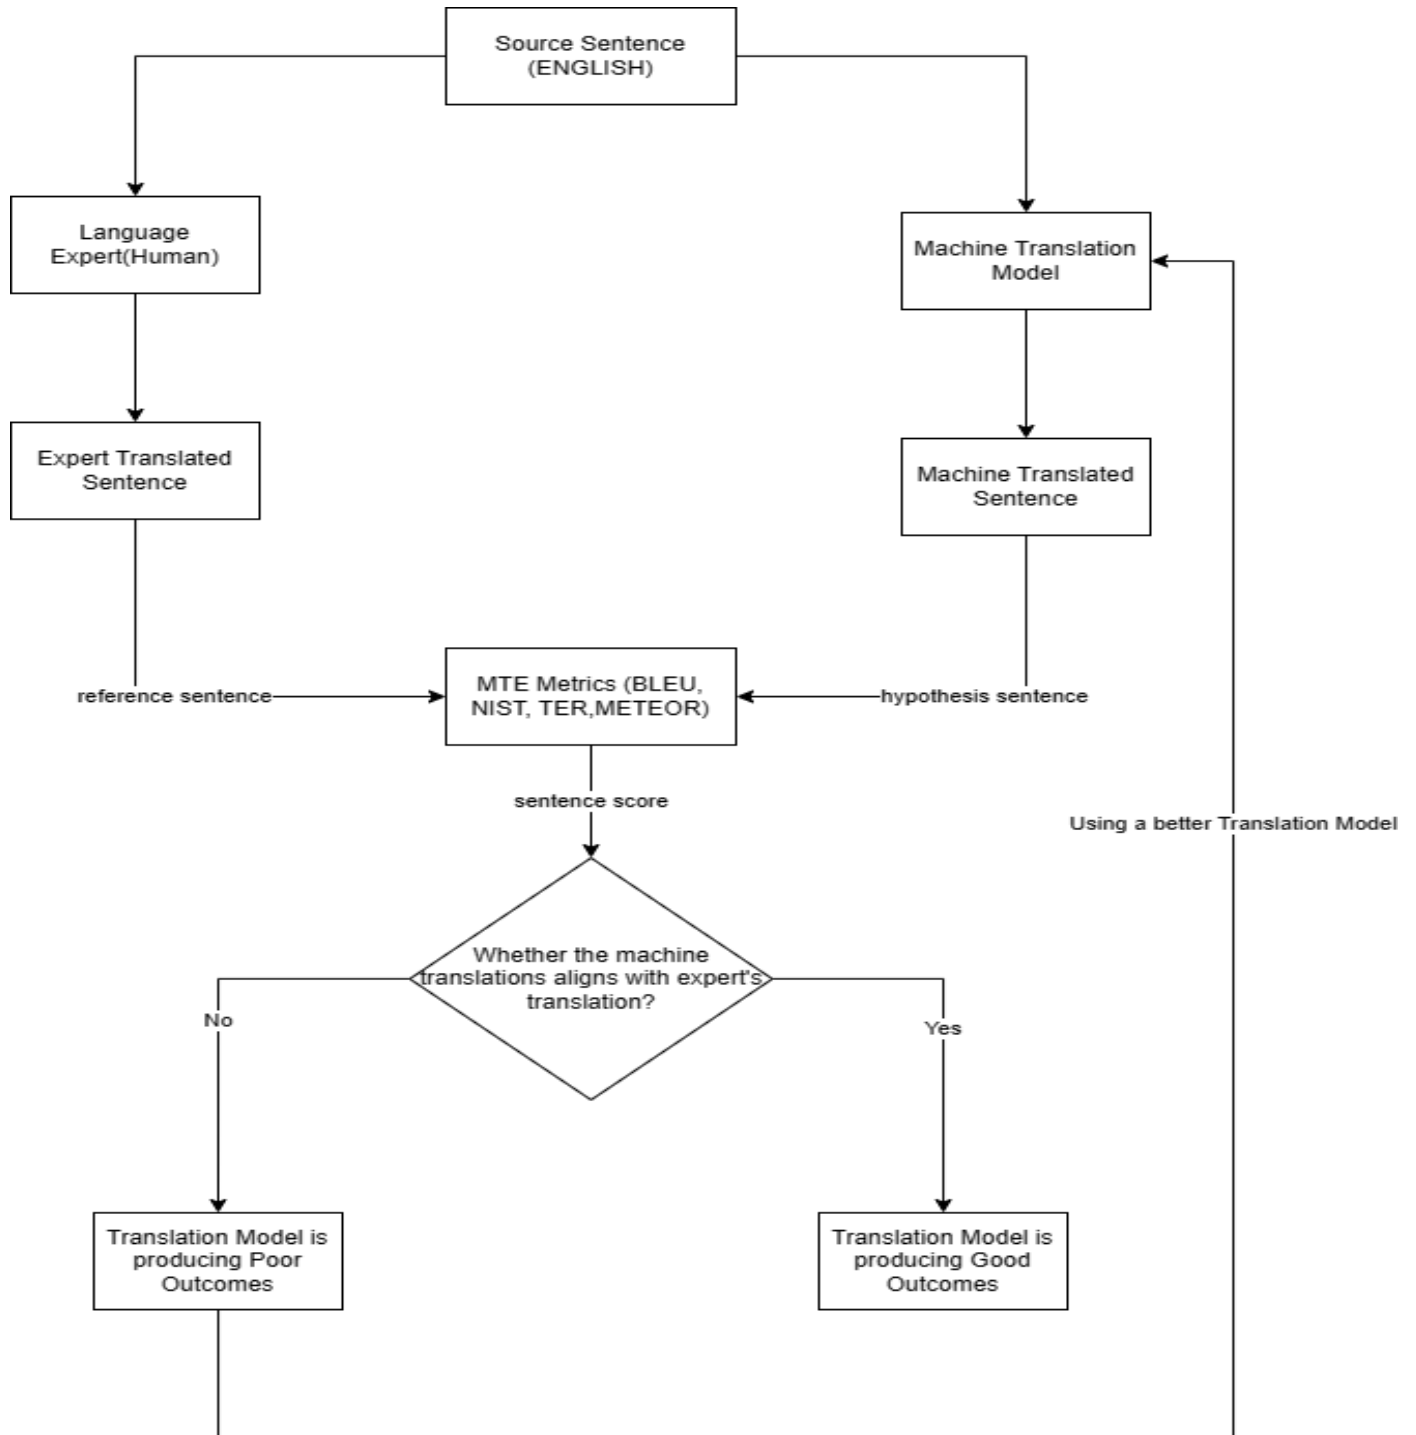 Source Sentence
(ENGLISH)
Language
Expert(Human)
Machine Translation
Model
Expert Translated
Sentence
Machine Translated
Sentence
reference sentence
MTE Metrics (BLEU,
NIST, TER,METEOR)
hypothesis sentence
sentence score
Using a better Translation Model
Whether the machine
translations aligns with expert's
translation?
No
Yes
Translation Model is
producing Poor
Outcomes
Translation Model is
producing Good
Outcomes